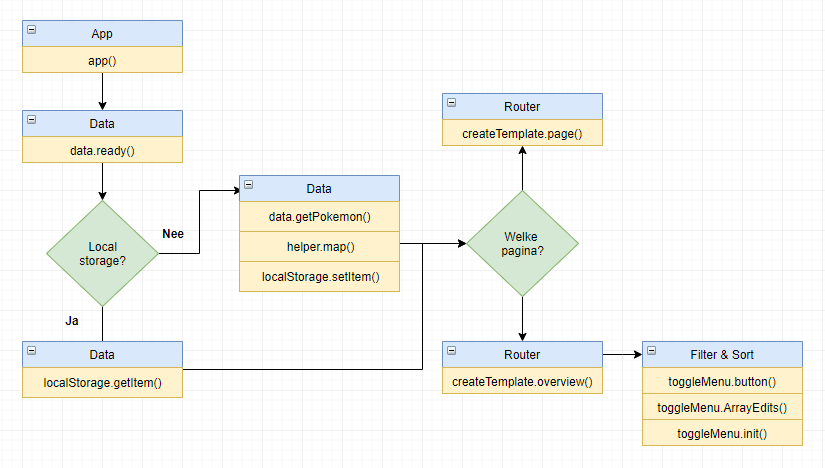 App
app()
Data
data.ready()
Local
storage?
Nee
Ja
Data
localStorage.getItem()
Data
data.getPokemon()
helper.map()
localStorage.setItem()
Welke
pagina?
Router
createTemplate.page()
Router
createTemplate.overview()
Filter & Sort
toggleMenu.button()
toggleMenu.ArrayEdits()
toggleMenu.init()